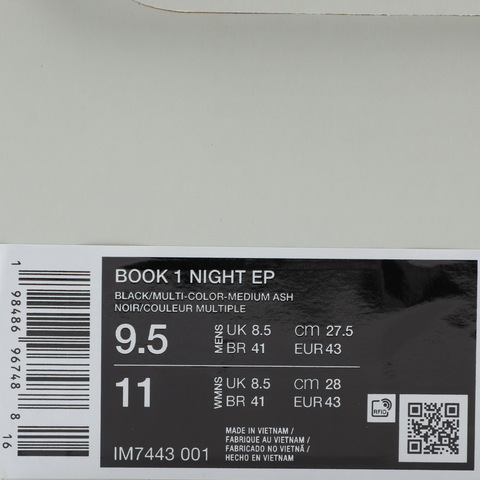 BOOK 1 NIGHT EP
BLACK/MULTI-COLOR-MEDIUM ASH
NOIR/COULEUR MULTIPLE
9.5 MENS UK 8.5 cm 27.5
BR 41 EUR 43
11 WMNS UK 8.5 cm 28
BR 41 EUR 43
IM7443 001
MADE IN VIETNAM /
FABRIQUE AU VIETNAM /
FABRICADO NO VIETNÃ /
HECHO EN VIETNAM
RFID
1 98486 96748 8
16